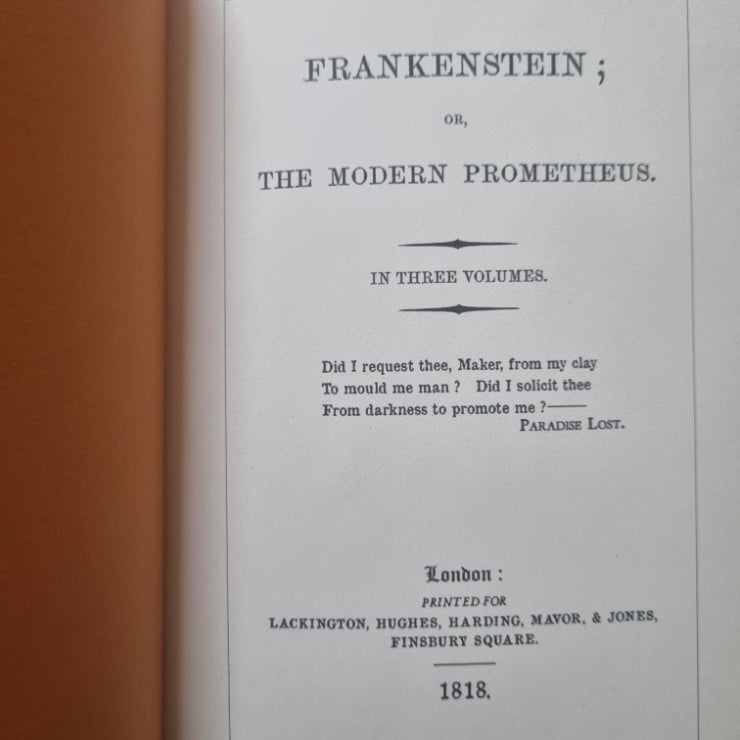 FRANKENSTEIN ;
OR,
THE MODERN PROMETHEUS.
IN THREE VOLUMES.
Did I request thee, Maker, from my clay
To mould me man ? Did I solicit thee
From darkness to promote me ?——
PARADISE LOST.
London :
PRINTED FOR
LACKINGTON, HUGHES, HARDING, MAVOR, & JONES,
FINSBURY SQUARE.
1818.